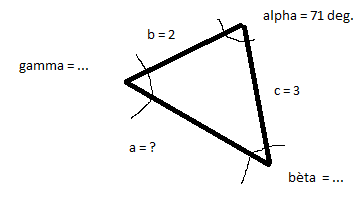 alpha = 71 deg.
b = 2
gamma = ...
c = 3
a = ?
bèta = ...